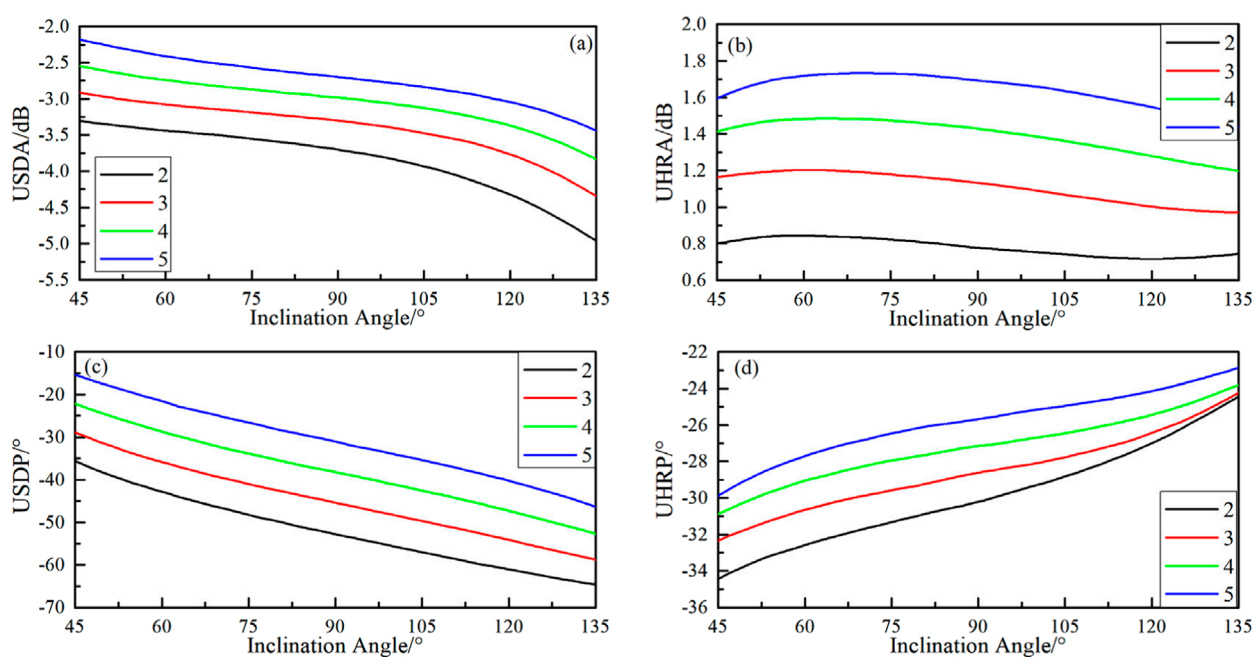 (a)
USDA/dB
-2.0
-2.5
-3.0
-3.5
-4.0
-4.5
-5.0
-5.5
2
3
4
5
45 60 75 90 105 120 135
Inclination Angle/°
(b)
UHRA/dB
2.0
1.8
1.6
1.4
1.2
1.0
0.8
0.6
2
3
4
5
45 60 75 90 105 120 135
Inclination Angle/°
(c)
USDP/°
-10
-20
-30
-40
-50
-60
-70
2
3
4
5
45 60 75 90 105 120 135
Inclination Angle/°
(d)
UHRP/°
-22
-24
-26
-28
-30
-32
-34
-36
2
3
4
5
45 60 75 90 105 120 135
Inclination Angle/°